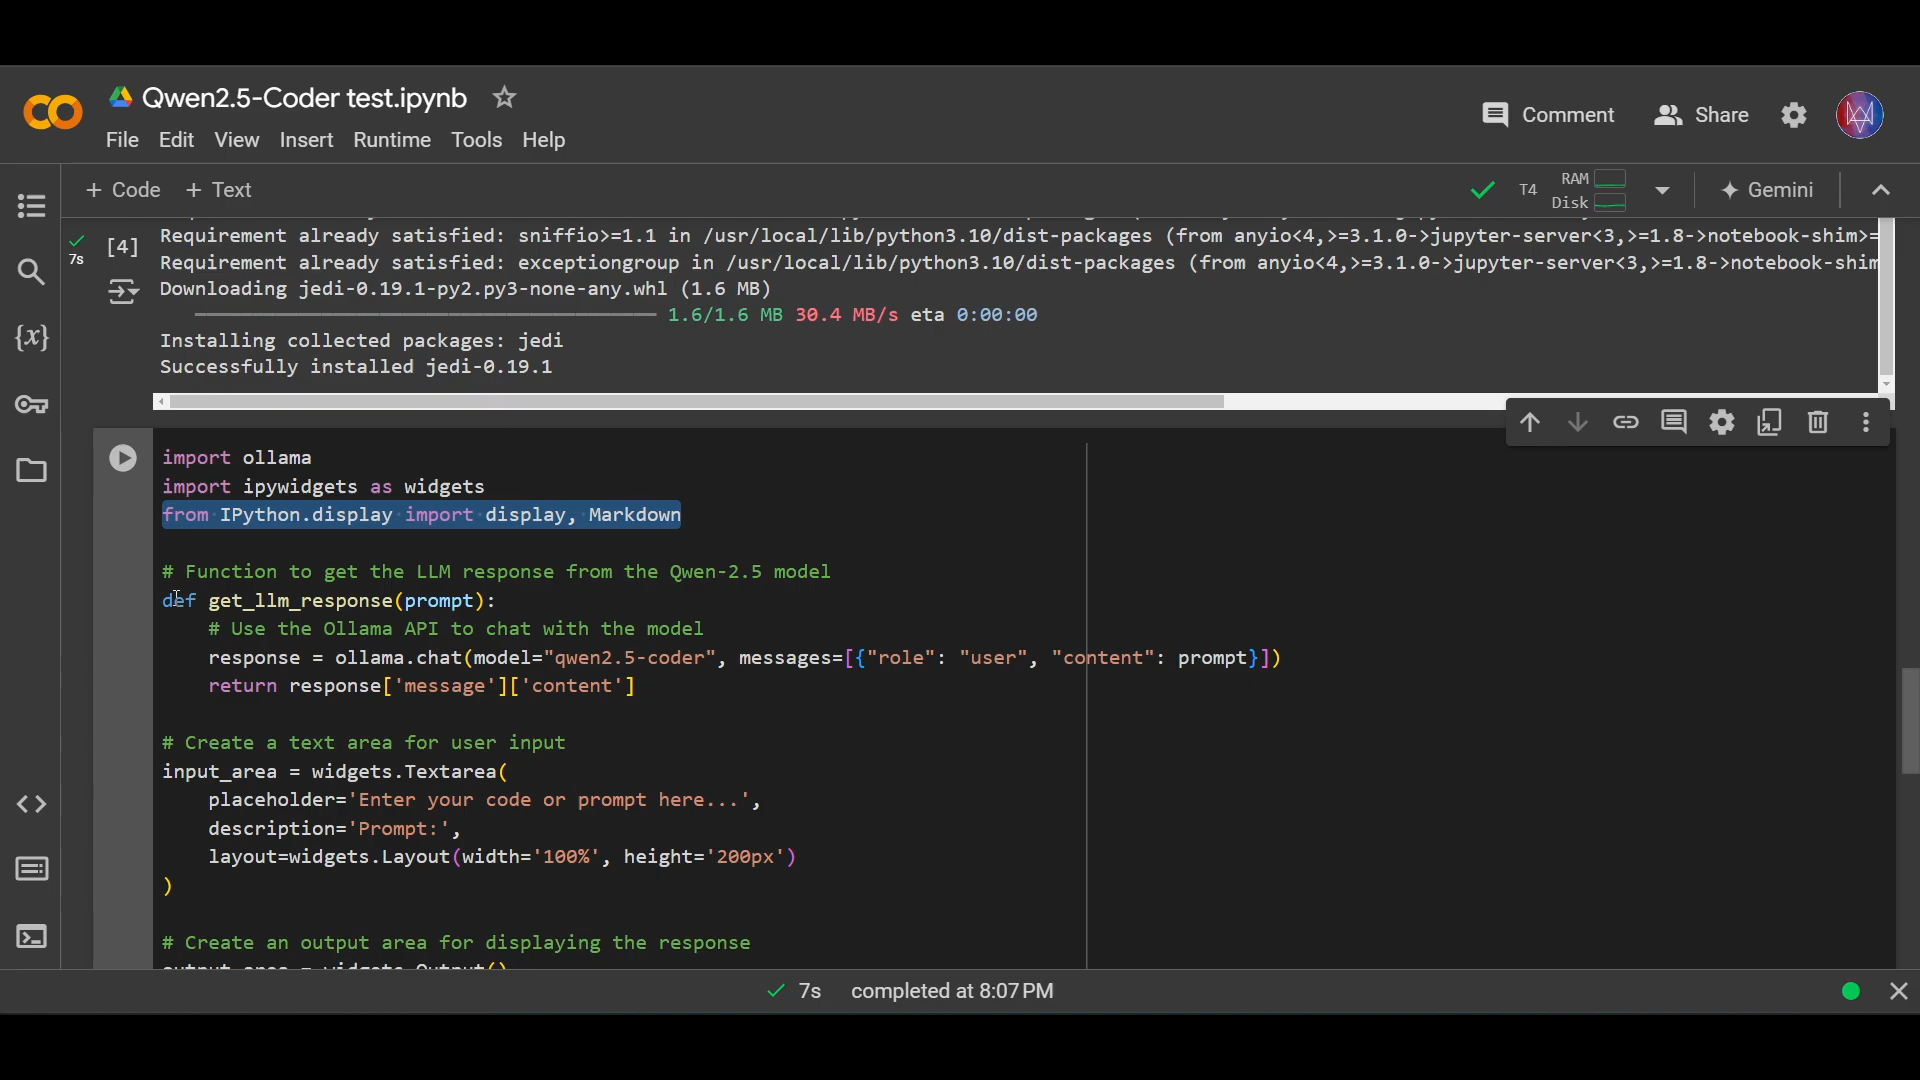 Qwen2.5-Coder test.ipynb
File Edit View Insert Runtime Tools Help
Comment Share
+ Code + Text
T4 RAM Disk Gemini
[4] Requirement already satisfied: sniffio>=1.1 in /usr/local/lib/python3.10/dist-packages (from anyio<4,>=3.1.0->jupyter-server<3,>=1.8->notebook-shim>=
7s
Requirement already satisfied: exceptiongroup in /usr/local/lib/python3.10/dist-packages (from anyio<4,>=3.1.0->jupyter-server<3,>=1.8->notebook-shim
Downloading jedi-0.19.1-py2.py3-none-any.whl (1.6 MB)
1.6/1.6 MB 30.4 MB/s eta 0:00:00
Installing collected packages: jedi
Successfully installed jedi-0.19.1
import ollama
import ipywidgets as widgets
from IPython.display import display, Markdown
# Function to get the LLM response from the Qwen-2.5 model
def get_llm_response(prompt):
# Use the Ollama API to chat with the model
response = ollama.chat(model="qwen2.5-coder", messages=[{"role": "user", "content": prompt}])
return response['message']['content']
# Create a text area for user input
input_area = widgets.Textarea(
placeholder='Enter your code or prompt here...',
description='Prompt:',
layout=widgets.Layout(width='100%', height='200px')
)
# Create an output area for displaying the response
output_area = widgets.Output()
7s completed at 8:07 PM